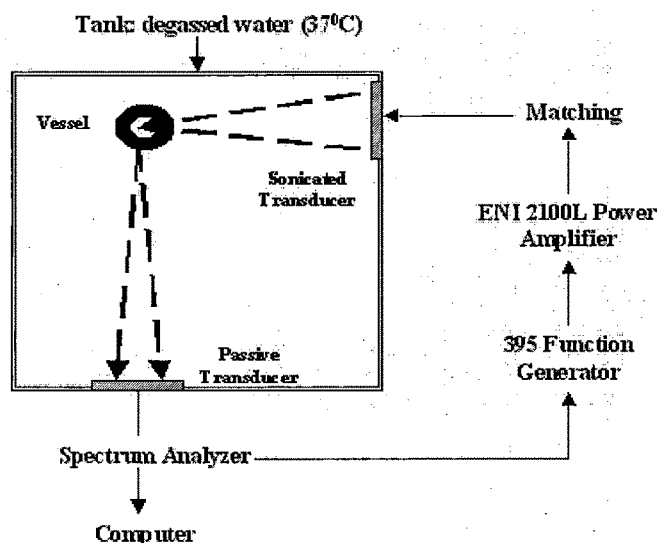 Tank: degassed water (37⁰C)
Vessel
Sonicated
Transducer
Matching
ENI 2100L Power
Amplifier
395 Function
Generator
Passive
Transducer
Spectrum Analyzer
Computer